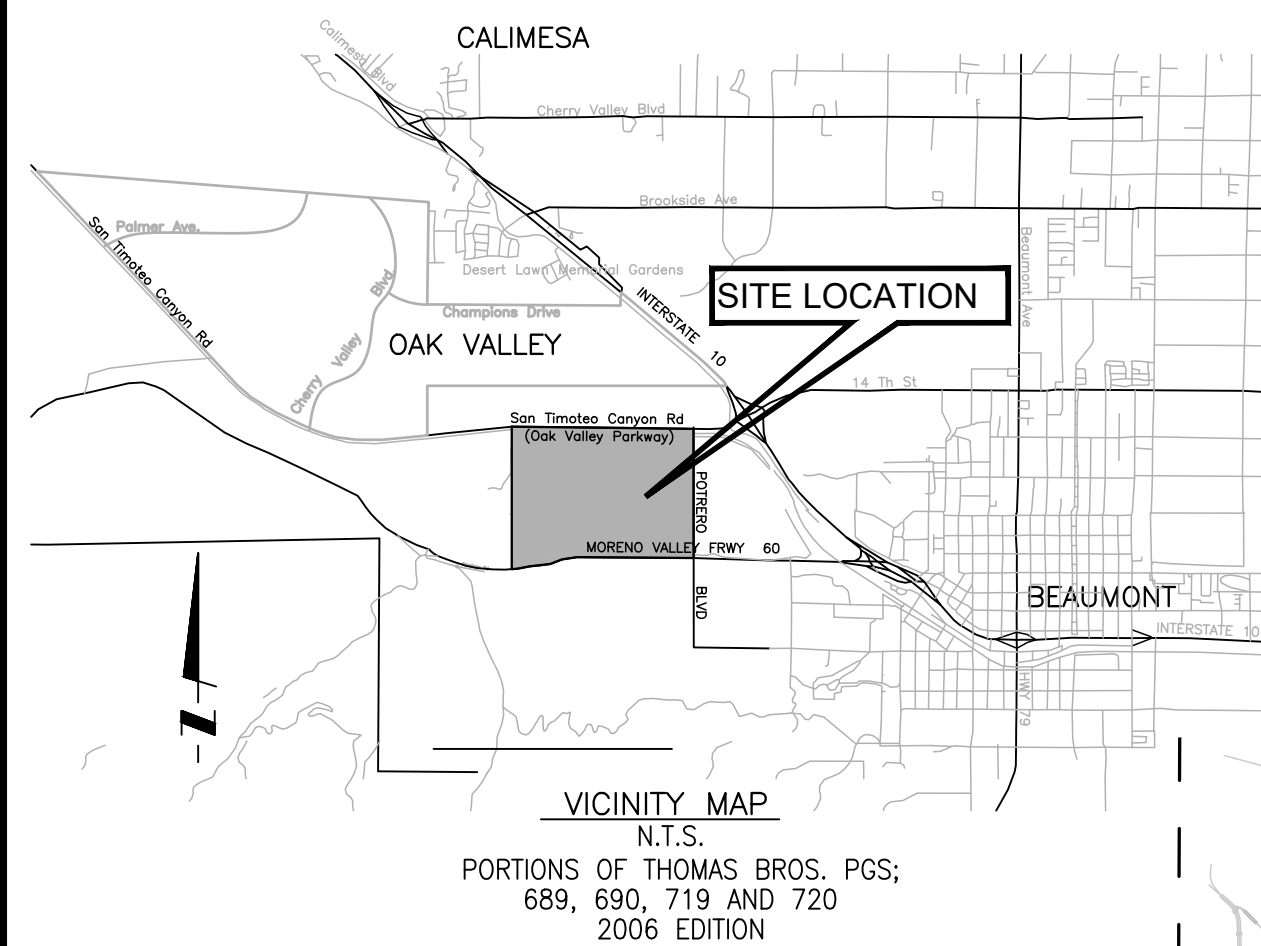 CALIMESA
Calimesa Blvd
Cherry Valley Blvd
Brookside Ave
Palmer Ave.
San Timoteo Canyon Rd
Beaumont Ave
Desert Lawn Memorial Gardens
SITE LOCATION
Cherry Valley Blvd
Champions Drive
INTERSTATE 10
OAK VALLEY
14 Th St
San Timoteo Canyon Rd
(Oak Valley Parkway)
POTRERO BLVD
MORENO VALLEY FRWY 60
BEAUMONT
INTERSTATE 10
HWY 79
N
VICINITY MAP
N.T.S.
PORTIONS OF THOMAS BROS. PGS;
689, 690, 719 AND 720
2006 EDITION